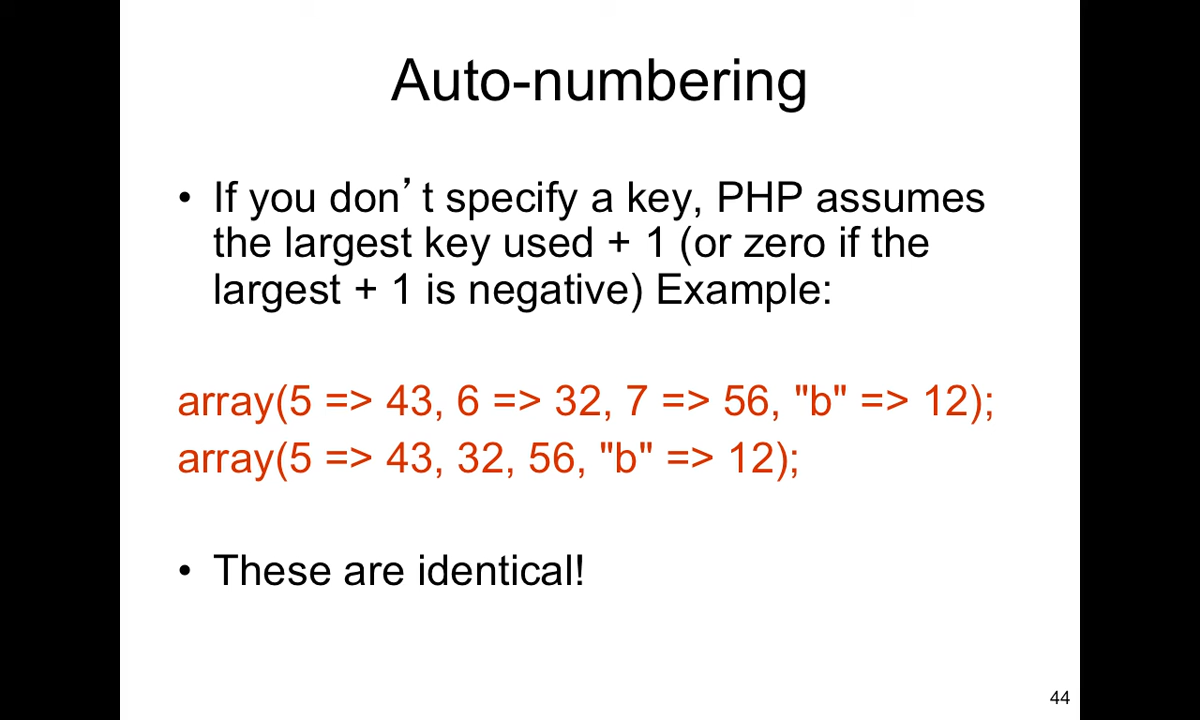 Auto-numbering
• If you don’t specify a key, PHP assumes
the largest key used + 1 (or zero if the
largest + 1 is negative) Example:
array(5 => 43, 6 => 32, 7 => 56, "b" => 12);
array(5 => 43, 32, 56, "b" => 12);
• These are identical!
44